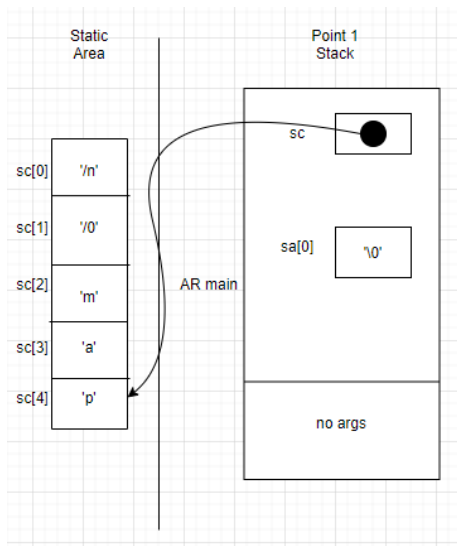 Static
Area
Point 1
Stack
sc
sc[0] '/n'
sc[1] '/0'
sa[0] '\0'
sc[2] 'm'
AR main
sc[3] 'a'
sc[4] 'p'
no args